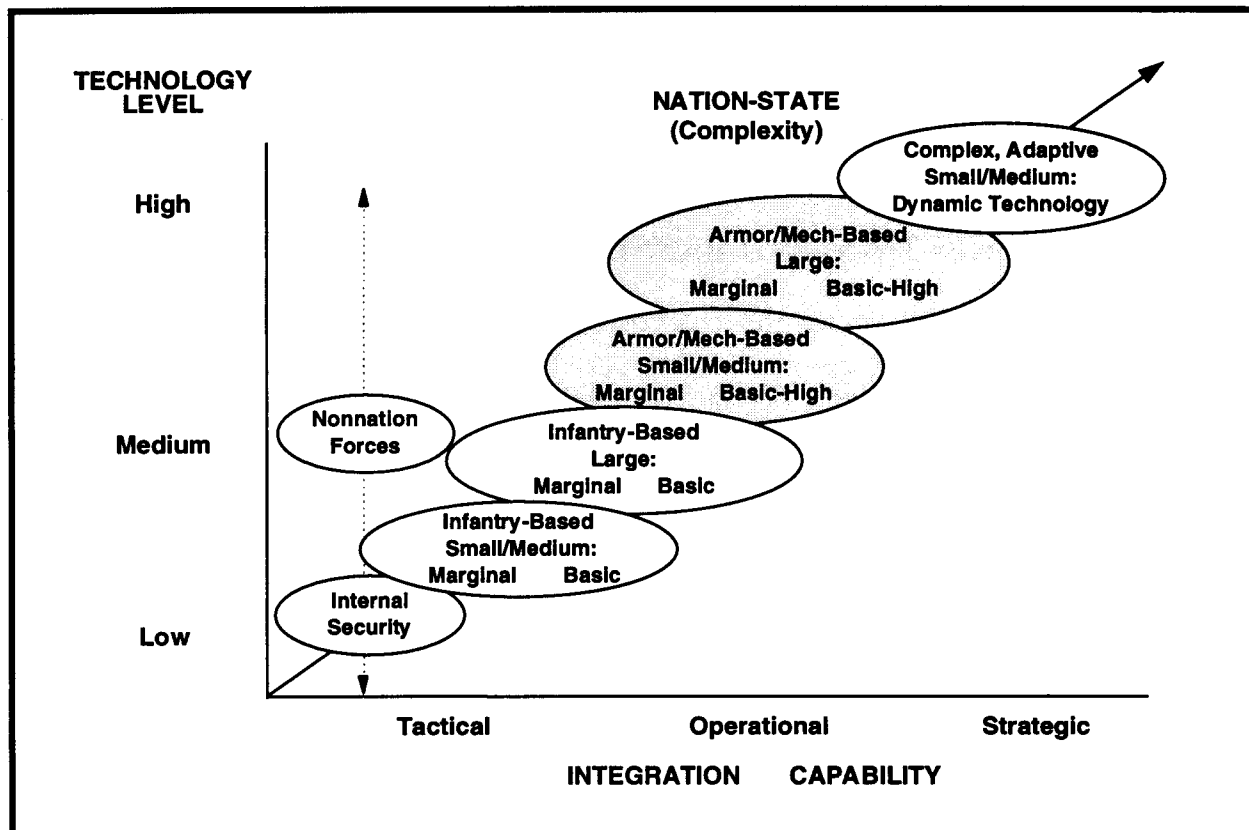 TECHNOLOGY
LEVEL
NATION-STATE
(Complexity)
High
Medium
Low
Complex, Adaptive
Small/Medium:
Dynamic Technology
Armor/Mech-Based
Large:
Marginal Basic-High
Armor/Mech-Based
Small/Medium:
Marginal Basic-High
Nonnation
Forces
Infantry-Based
Large:
Marginal Basic
Infantry-Based
Small/Medium:
Marginal Basic
Internal
Security
Tactical Operational Strategic
INTEGRATION CAPABILITY